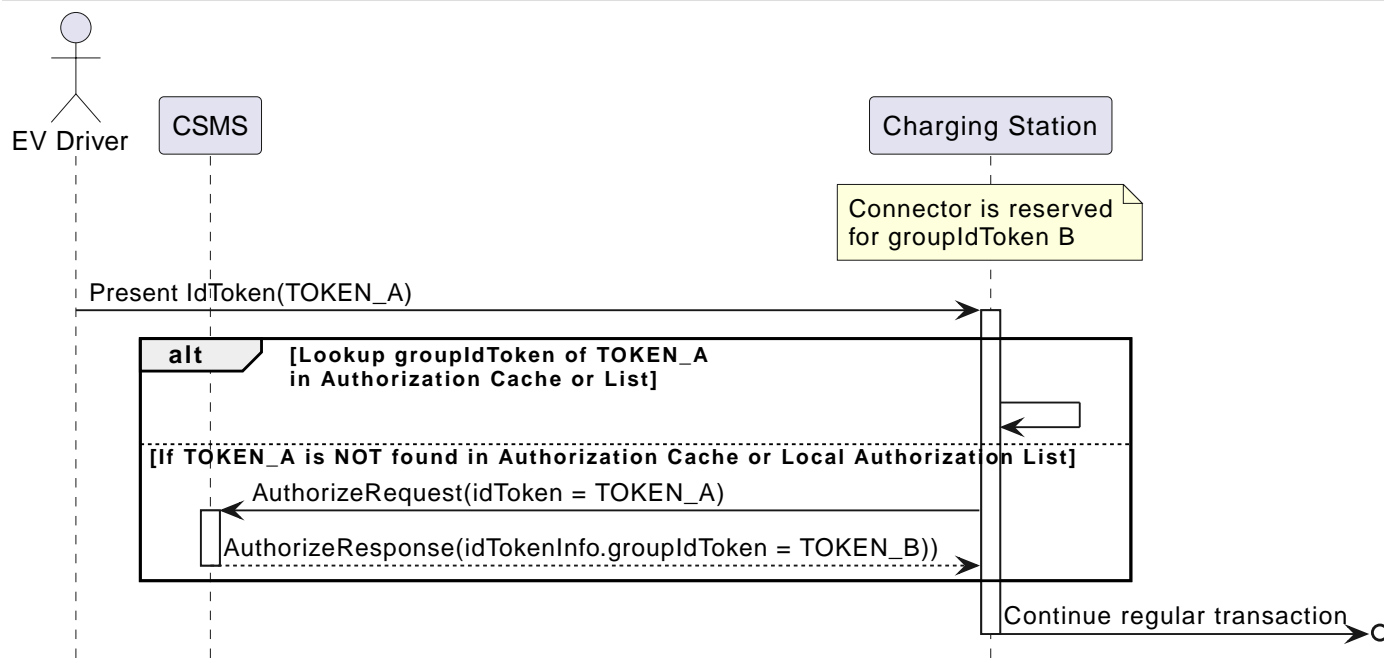 EV Driver
CSMS
Charging Station
Connector is reserved
for groupIdToken B
Present IdToken(TOKEN_A)
alt
[Lookup groupIdToken of TOKEN_A
in Authorization Cache or List]
[If TOKEN_A is NOT found in Authorization Cache or Local Authorization List]
AuthorizeRequest(idToken = TOKEN_A)
AuthorizeResponse(idTokenInfo.groupIdToken = TOKEN_B))
Continue regular transaction